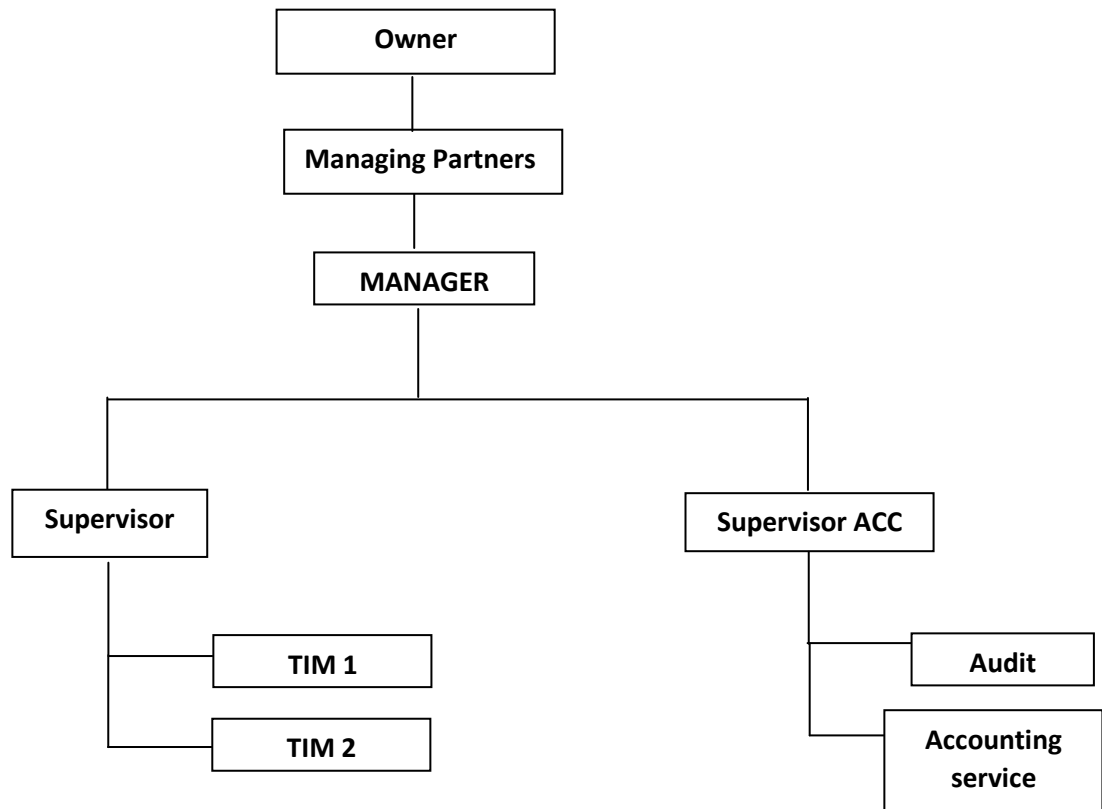 Owner
Managing Partners
MANAGER
Supervisor
Supervisor ACC
TIM 1
TIM 2
Audit
Accounting
service